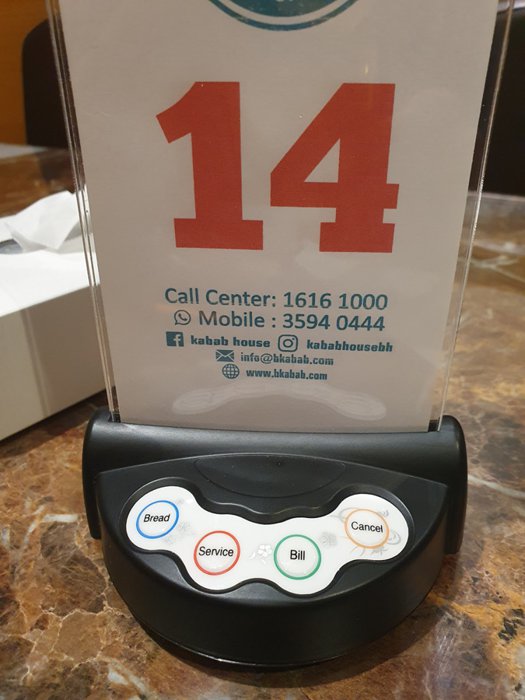 14
Call Center: 1616 1000
Mobile : 3594 0444
kabab house kababhousebh
info@bkabab.com
www.bkabab.com
Bread
Service
Bill
Cancel